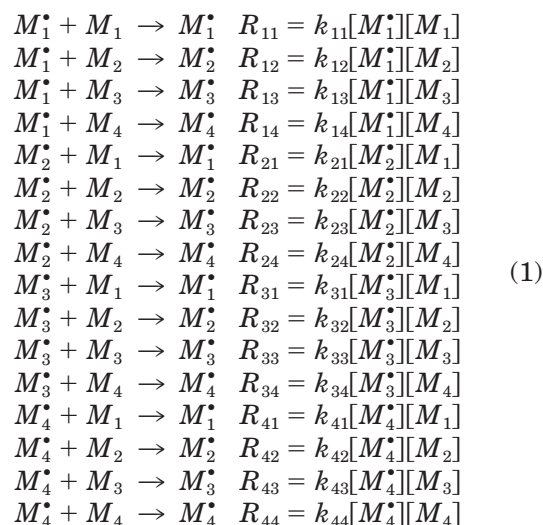 M₁• + M₁ → M₁• R₁₁ = k₁₁[M₁•][M₁]
M₁• + M₂ → M₂• R₁₂ = k₁₂[M₁•][M₂]
M₁• + M₃ → M₃• R₁₃ = k₁₃[M₁•][M₃]
M₁• + M₄ → M₄• R₁₄ = k₁₄[M₁•][M₄]
M₂• + M₁ → M₁• R₂₁ = k₂₁[M₂•][M₁]
M₂• + M₂ → M₂• R₂₂ = k₂₂[M₂•][M₂]
M₂• + M₃ → M₃• R₂₃ = k₂₃[M₂•][M₃]
M₂• + M₄ → M₄• R₂₄ = k₂₄[M₂•][M₄]
M₃• + M₁ → M₁• R₃₁ = k₃₁[M₃•][M₁] (1)
M₃• + M₂ → M₂• R₃₂ = k₃₂[M₃•][M₂]
M₃• + M₃ → M₃• R₃₃ = k₃₃[M₃•][M₃]
M₃• + M₄ → M₄• R₃₄ = k₃₄[M₃•][M₄]
M₄• + M₁ → M₁• R₄₁ = k₄₁[M₄•][M₁]
M₄• + M₂ → M₂• R₄₂ = k₄₂[M₄•][M₂]
M₄• + M₃ → M₃• R₄₃ = k₄₃[M₄•][M₃]
M₄• + M₄ → M₄• R₄₄ = k₄₄[M₄•][M₄]